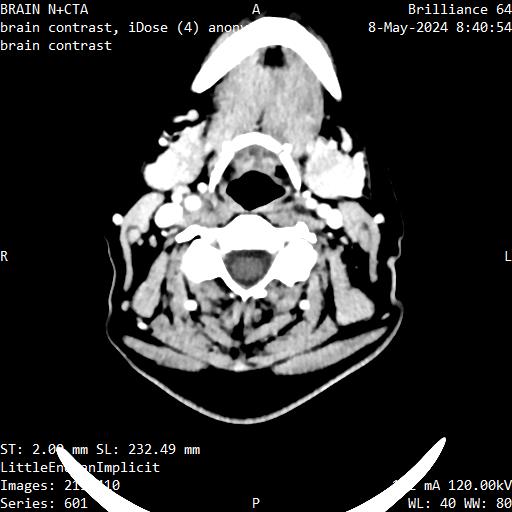 BRAIN N+CTA
A
Brilliance 64
brain contrast, iDose (4)
8-May-2024 8:40:54
brain contrast
R
L
ST: 2.00 mm SL: 232.49 mm
Images:
mA 120.00kV
Series: 601
P
WL: 40 WW: 80